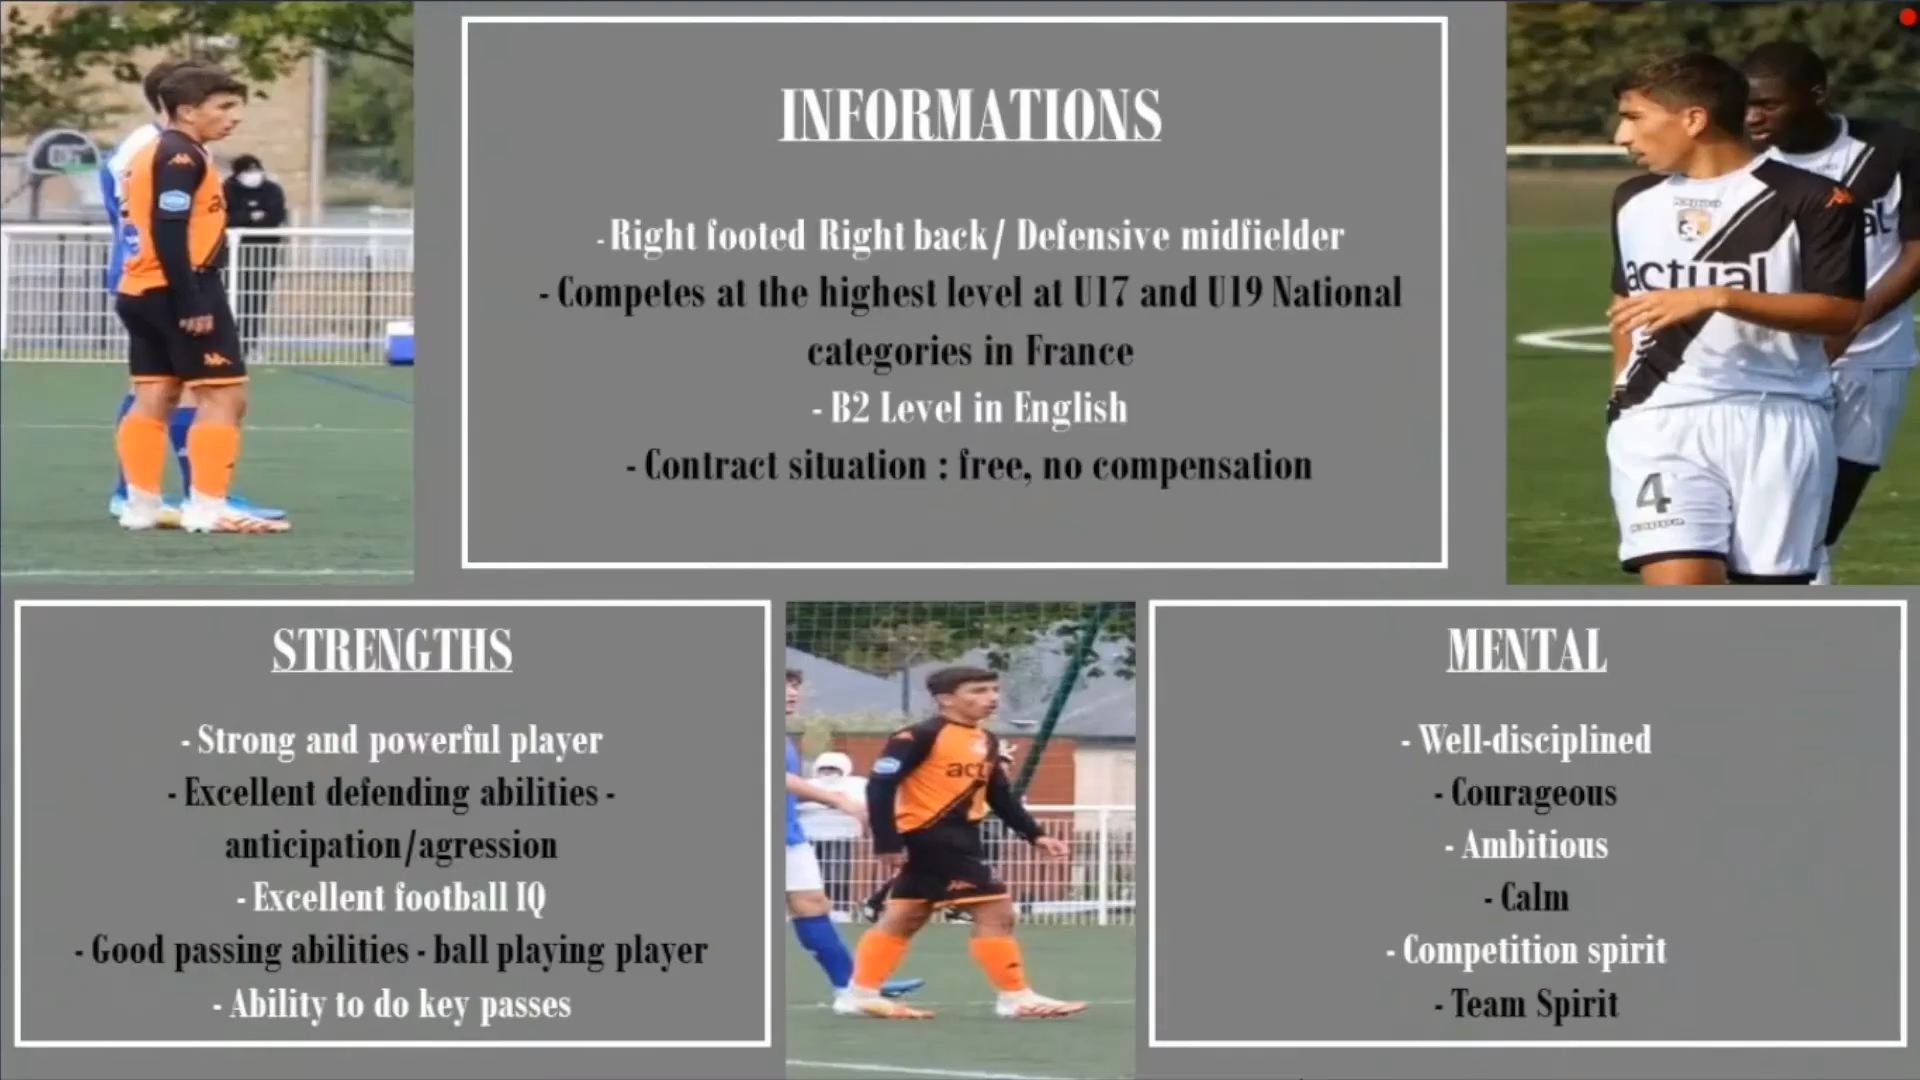 INFORMATIONS
- Right footed Right back/ Defensive midfielder
- Competes at the highest level at U17 and U19 National
categories in France
- B2 Level in English
- Contract situation : free, no compensation
actual
4
STRENGTHS
- Strong and powerful player
- Excellent defending abilities -
anticipation/agression
- Excellent football IQ
- Good passing abilities - ball playing player
- Ability to do key passes
act
MENTAL
- Well-disciplined
- Courageous
- Ambitious
- Calm
- Competition spirit
- Team Spirit